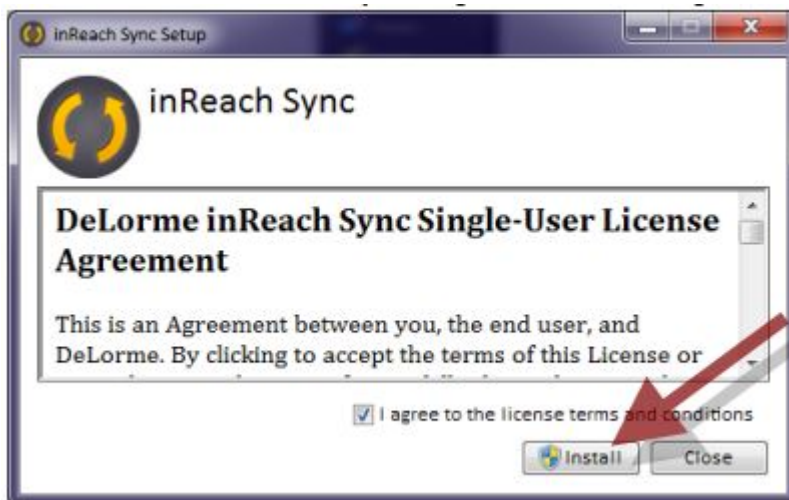 inReach Sync Setup
inReach Sync
DeLorme inReach Sync Single-User License
Agreement
This is an Agreement between you, the end user, and
DeLorme. By clicking to accept the terms of this License or
I agree to the license terms and conditions
Install
Close